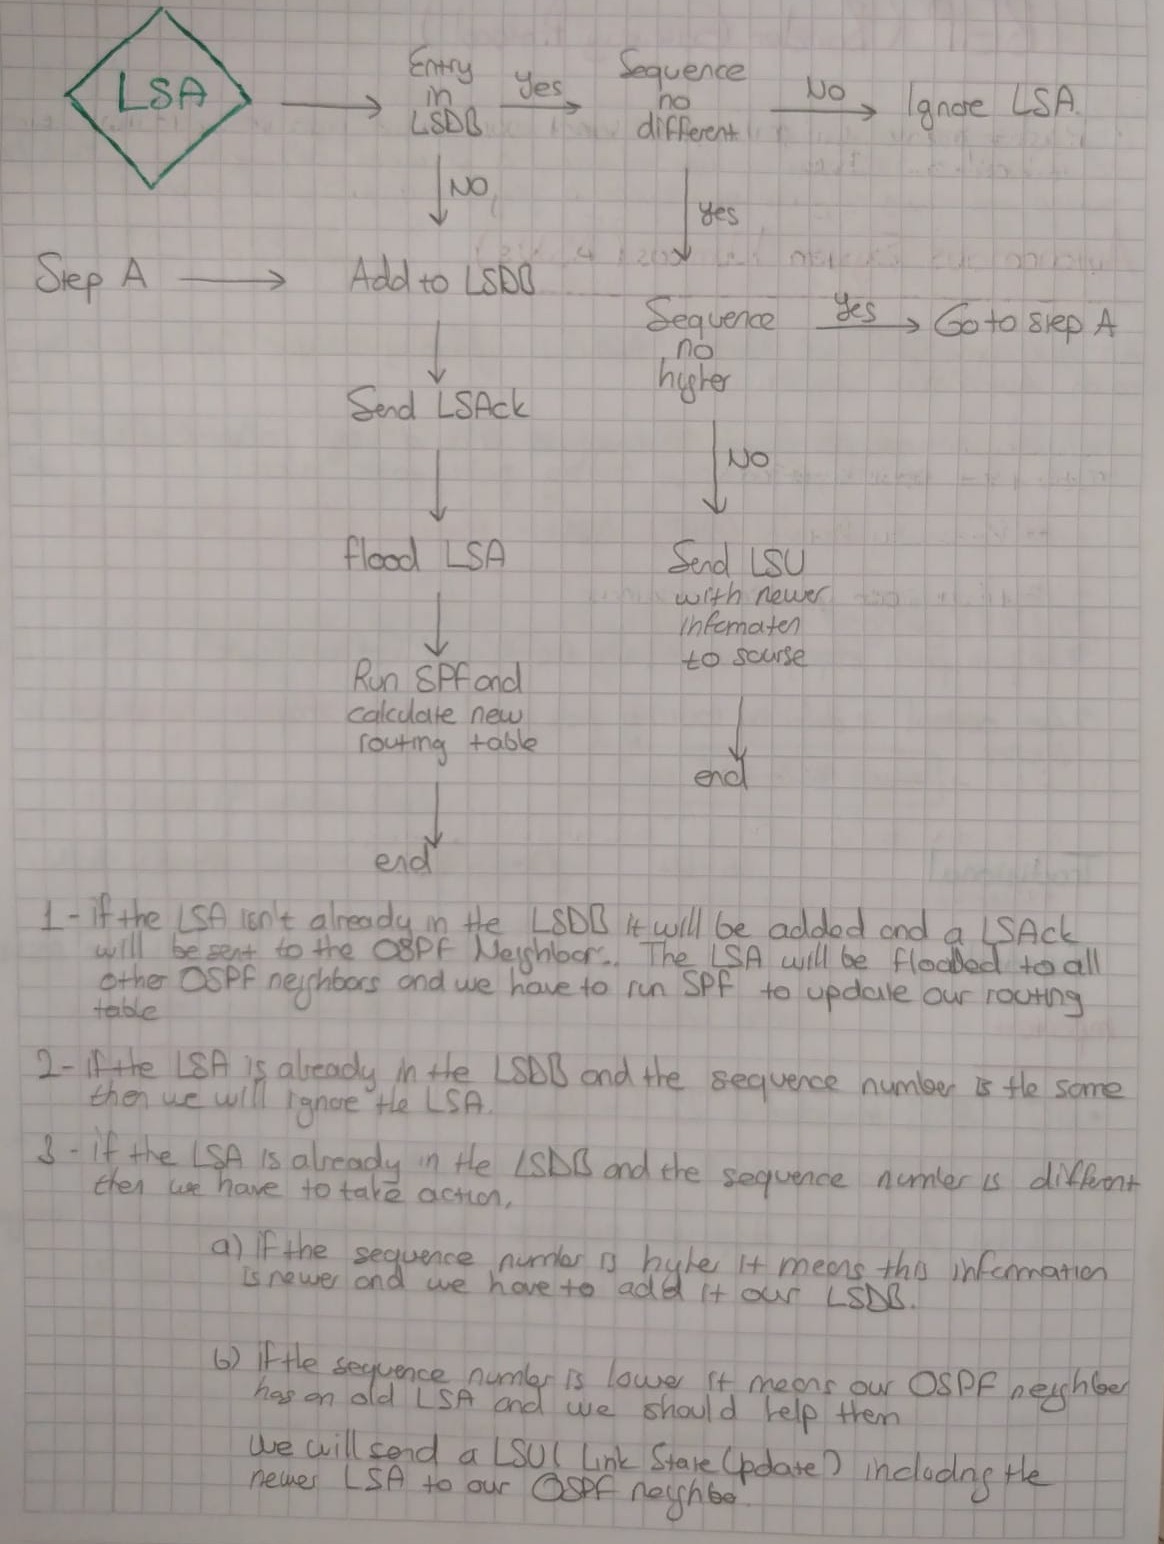 LSA
Entry in LSDB
Yes
Sequence no different
No
Ignore LSA.
NO
Yes
Step A
Add to LSDB
Sequence no higher
Yes
Go to step A
Send LSAck
No
flood LSA
Send LSU
with newer
infomaten
to sourse
Run SPF and
calculate new
routing table
end
end
1- if the LSA isn't already in the LSDB it will be added and a LSAck
will be sent to the OSPF Neighbor.. The LSA will be flooded to all
other OSPF neighbors and we have to run SPF to update our routing
table
2- if the LSA is already in the LSDB and the sequence number is the same
then we will ignore the LSA.
3- if the LSA is already in the LSDB and the sequence number is different
then we have to take action.
a) if the sequence number is hyher it means this information
is newer and we have to add it our LSDB.
b) if the sequence number is lower it means our OSPF neighber
has an old LSA and we should help them
We will send a LSU( Link State Update) including the
newer LSA to our OSPF neighbo.